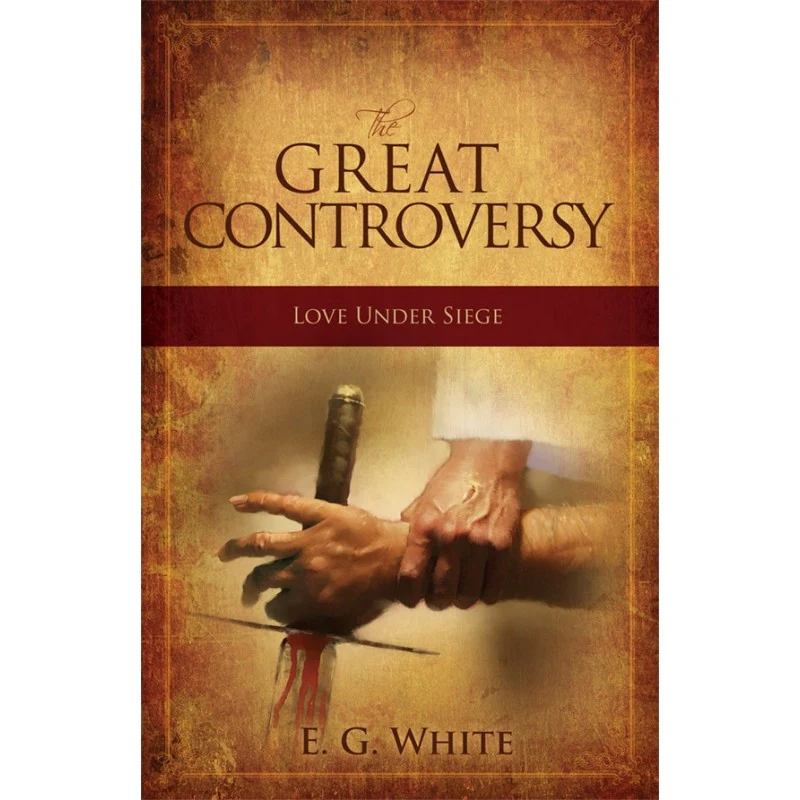 The
GREAT
CONTROVERSY
LOVE UNDER SIEGE
E. G. WHITE